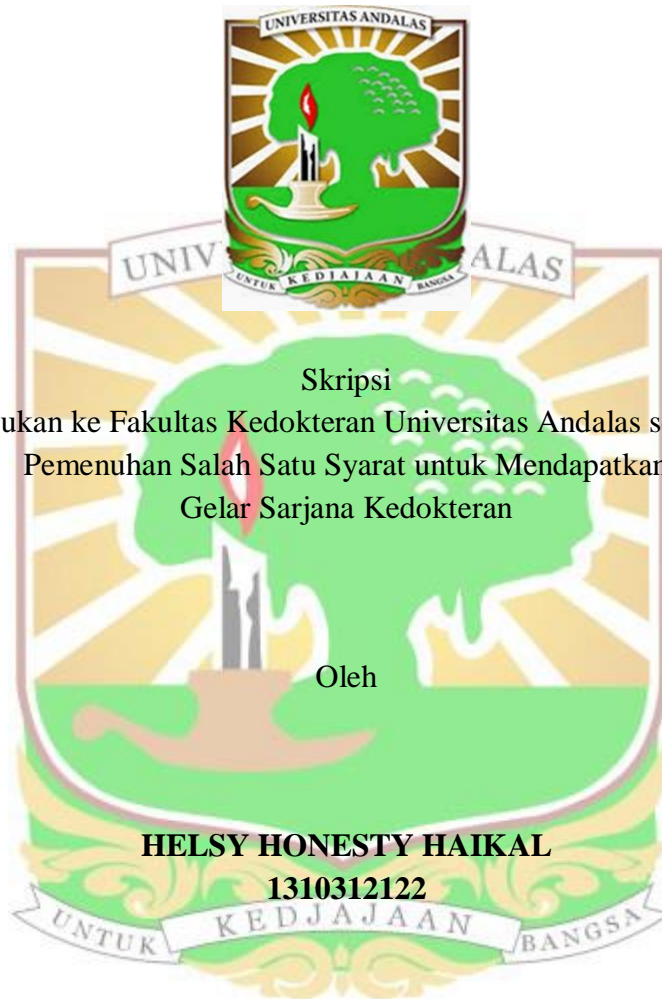 UNIVERSITAS ANDALAS
UNTUK KEDJAJAAN BANGSA
UNIV ALAS
Skripsi
ukan ke Fakultas Kedokteran Universitas Andalas s
Pemenuhan Salah Satu Syarat untuk Mendapatkan
Gelar Sarjana Kedokteran
Oleh
HELSY HONESTY HAIKAL
1310312122
UNTUK KEDJAJAAN BANGSA